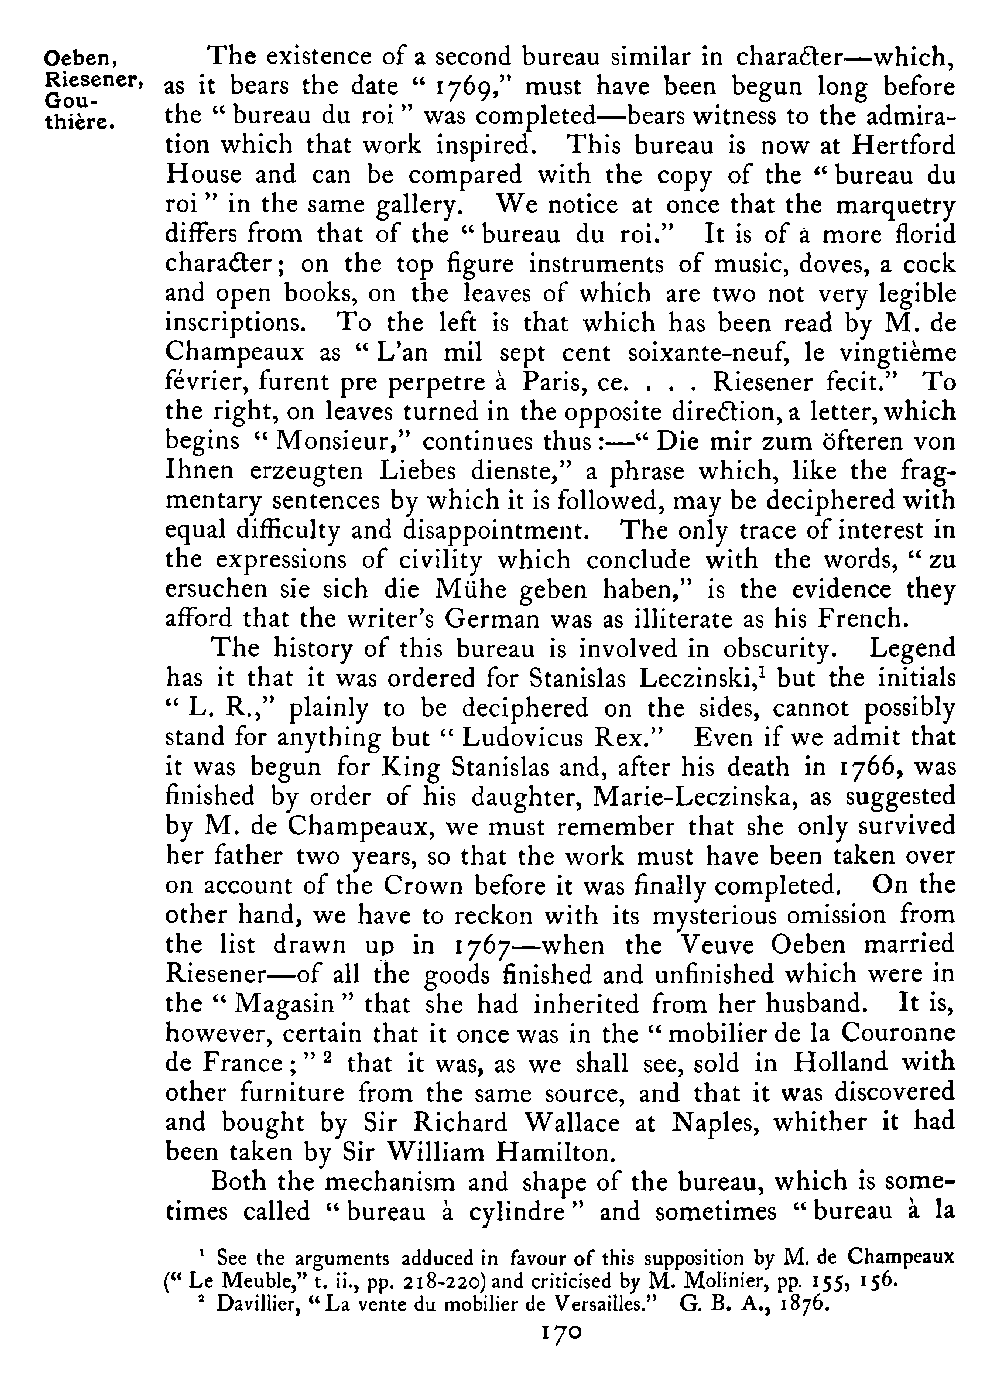 Oeben,
Riesener,
Gou-
thière.
The existence of a second bureau similar in character—which,
as it bears the date “ 1769,” must have been begun long before
the “ bureau du roi ” was completed—bears witness to the admira-
tion which that work inspired. This bureau is now at Hertford
House and can be compared with the copy of the “ bureau du
roi ” in the same gallery. We notice at once that the marquetry
differs from that of the “ bureau du roi.” It is of a more florid
character ; on the top figure instruments of music, doves, a cock
and open books, on the leaves of which are two not very legible
inscriptions. To the left is that which has been read by M. de
Champeaux as “ L’an mil sept cent soixante-neuf, le vingtième
février, furent pre perpetre à Paris, ce. . . . Riesener fecit.” To
the right, on leaves turned in the opposite direction, a letter, which
begins “ Monsieur,” continues thus :—“ Die mir zum öfteren von
Ihnen erzeugten Liebes dienste,” a phrase which, like the frag-
mentary sentences by which it is followed, may be deciphered with
equal difficulty and disappointment. The only trace of interest in
the expressions of civility which conclude with the words, “ zu
ersuchen sie sich die Mühe geben haben,” is the evidence they
afford that the writer’s German was as illiterate as his French.
The history of this bureau is involved in obscurity. Legend
has it that it was ordered for Stanislas Leczinski,¹ but the initials
“ L. R.,” plainly to be deciphered on the sides, cannot possibly
stand for anything but “ Ludovicus Rex.” Even if we admit that
it was begun for King Stanislas and, after his death in 1766, was
finished by order of his daughter, Marie-Leczinska, as suggested
by M. de Champeaux, we must remember that she only survived
her father two years, so that the work must have been taken over
on account of the Crown before it was finally completed. On the
other hand, we have to reckon with its mysterious omission from
the list drawn up in 1767—when the Veuve Oeben married
Riesener—of all the goods finished and unfinished which were in
the “ Magasin ” that she had inherited from her husband. It is,
however, certain that it once was in the “ mobilier de la Couronne
de France ; ” ² that it was, as we shall see, sold in Holland with
other furniture from the same source, and that it was discovered
and bought by Sir Richard Wallace at Naples, whither it had
been taken by Sir William Hamilton.
Both the mechanism and shape of the bureau, which is some-
times called “ bureau à cylindre ” and sometimes “ bureau à la
¹ See the arguments adduced in favour of this supposition by M. de Champeaux
(“ Le Meuble,” t. ii., pp. 218-220) and criticised by M. Molinier, pp. 155, 156.
² Davillier, “ La vente du mobilier de Versailles.” G. B. A., 1876.
170